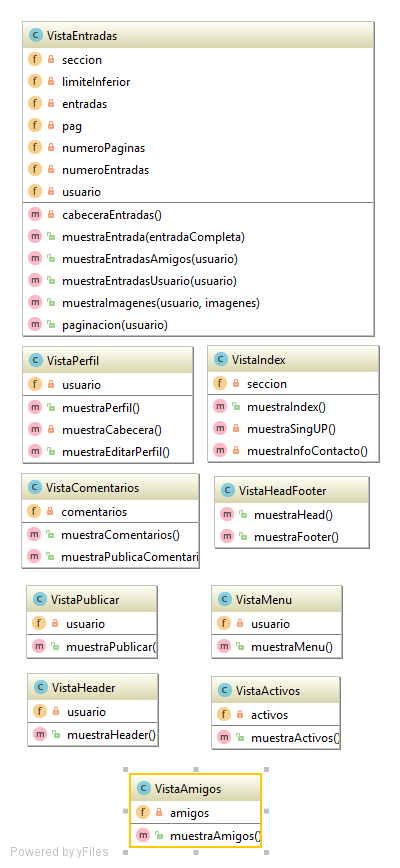 VistaEntradas
seccion
limiteInferior
entradas
pag
numeroPaginas
numeroEntradas
usuario
cabeceraEntradas()
muestraEntrada(entradaCompleta)
muestraEntradasAmigos(usuario)
muestraEntradasUsuario(usuario)
muestraImagenes(usuario, imagenes)
paginacion(usuario)
VistaPerfil
usuario
muestraPerfil()
muestraCabecera()
muestraEditarPerfil()
VistaIndex
seccion
muestraIndex()
muestraSingUP()
muestraInfoContacto()
VistaComentarios
comentarios
muestraComentarios()
muestraPublicaComentari
VistaHeadFooter
muestraHead()
muestraFooter()
VistaPublicar
usuario
muestraPublicar(
VistaMenu
usuario
muestraMenu()
VistaHeader
usuario
muestraHeader()
VistaActivos
activos
muestraActivos()
VistaAmigos
amigos
muestraAmigos()
Powered by yFiles